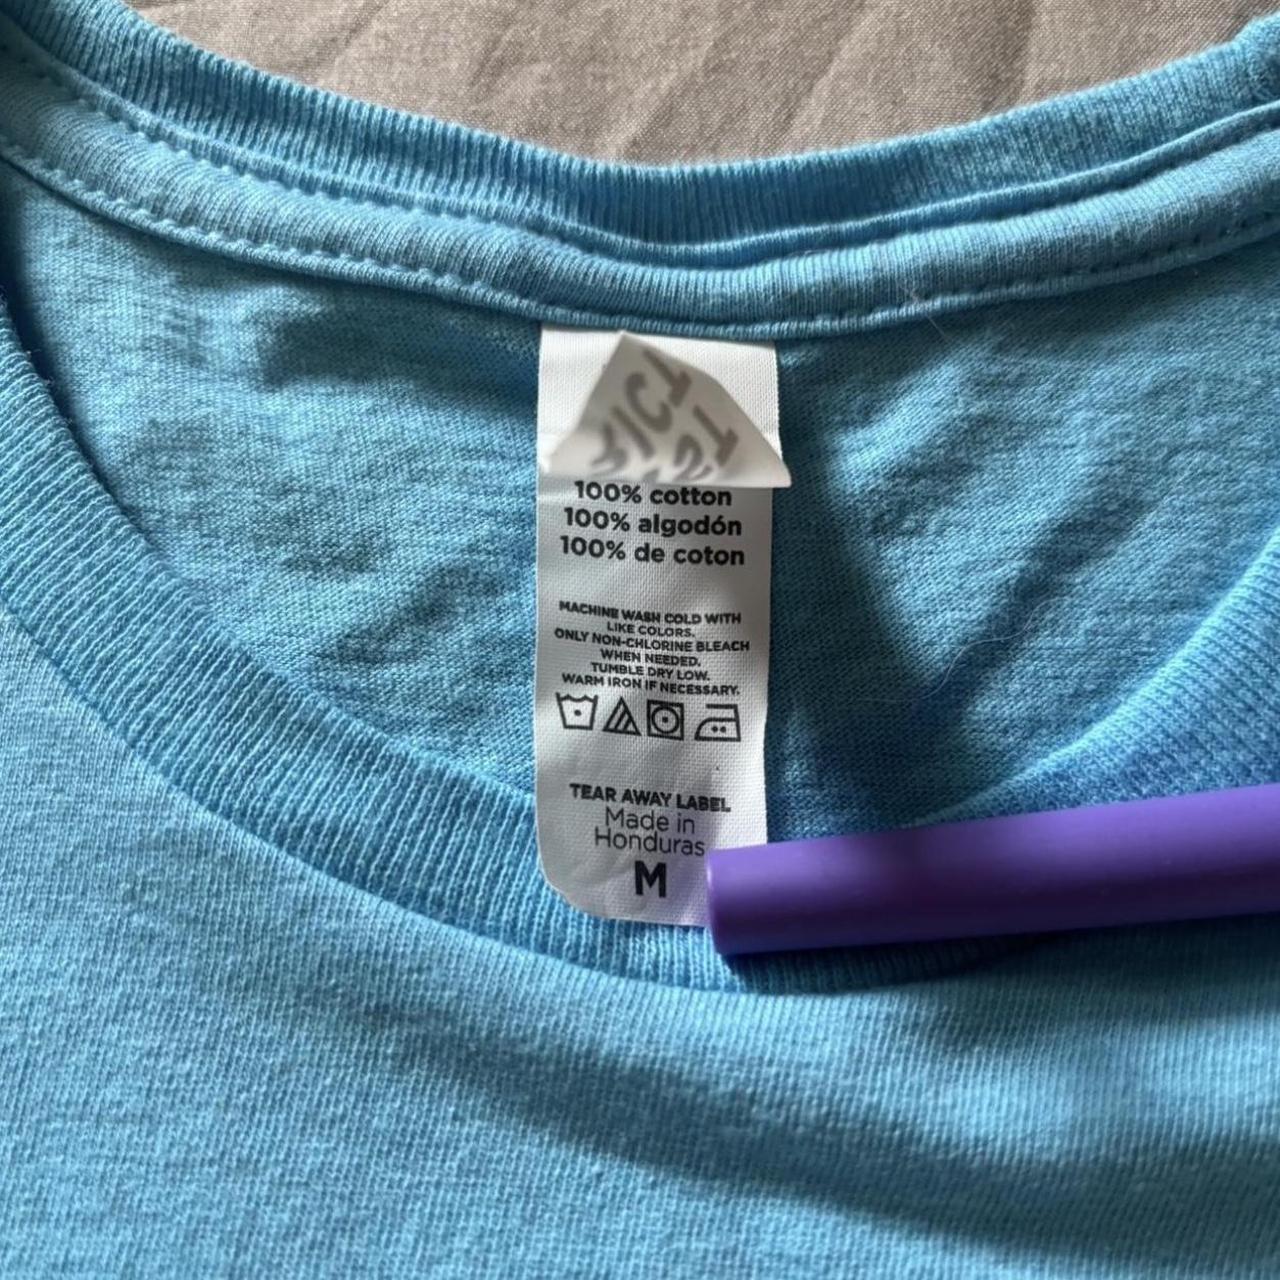 100% cotton
100% algodón
100% de coton
MACHINE WASH COLD WITH
LIKE COLORS.
ONLY NON-CHLORINE BLEACH
WHEN NEEDED.
TUMBLE DRY LOW.
WARM IRON IF NECESSARY.
TEAR AWAY LABEL
Made in
Honduras
M